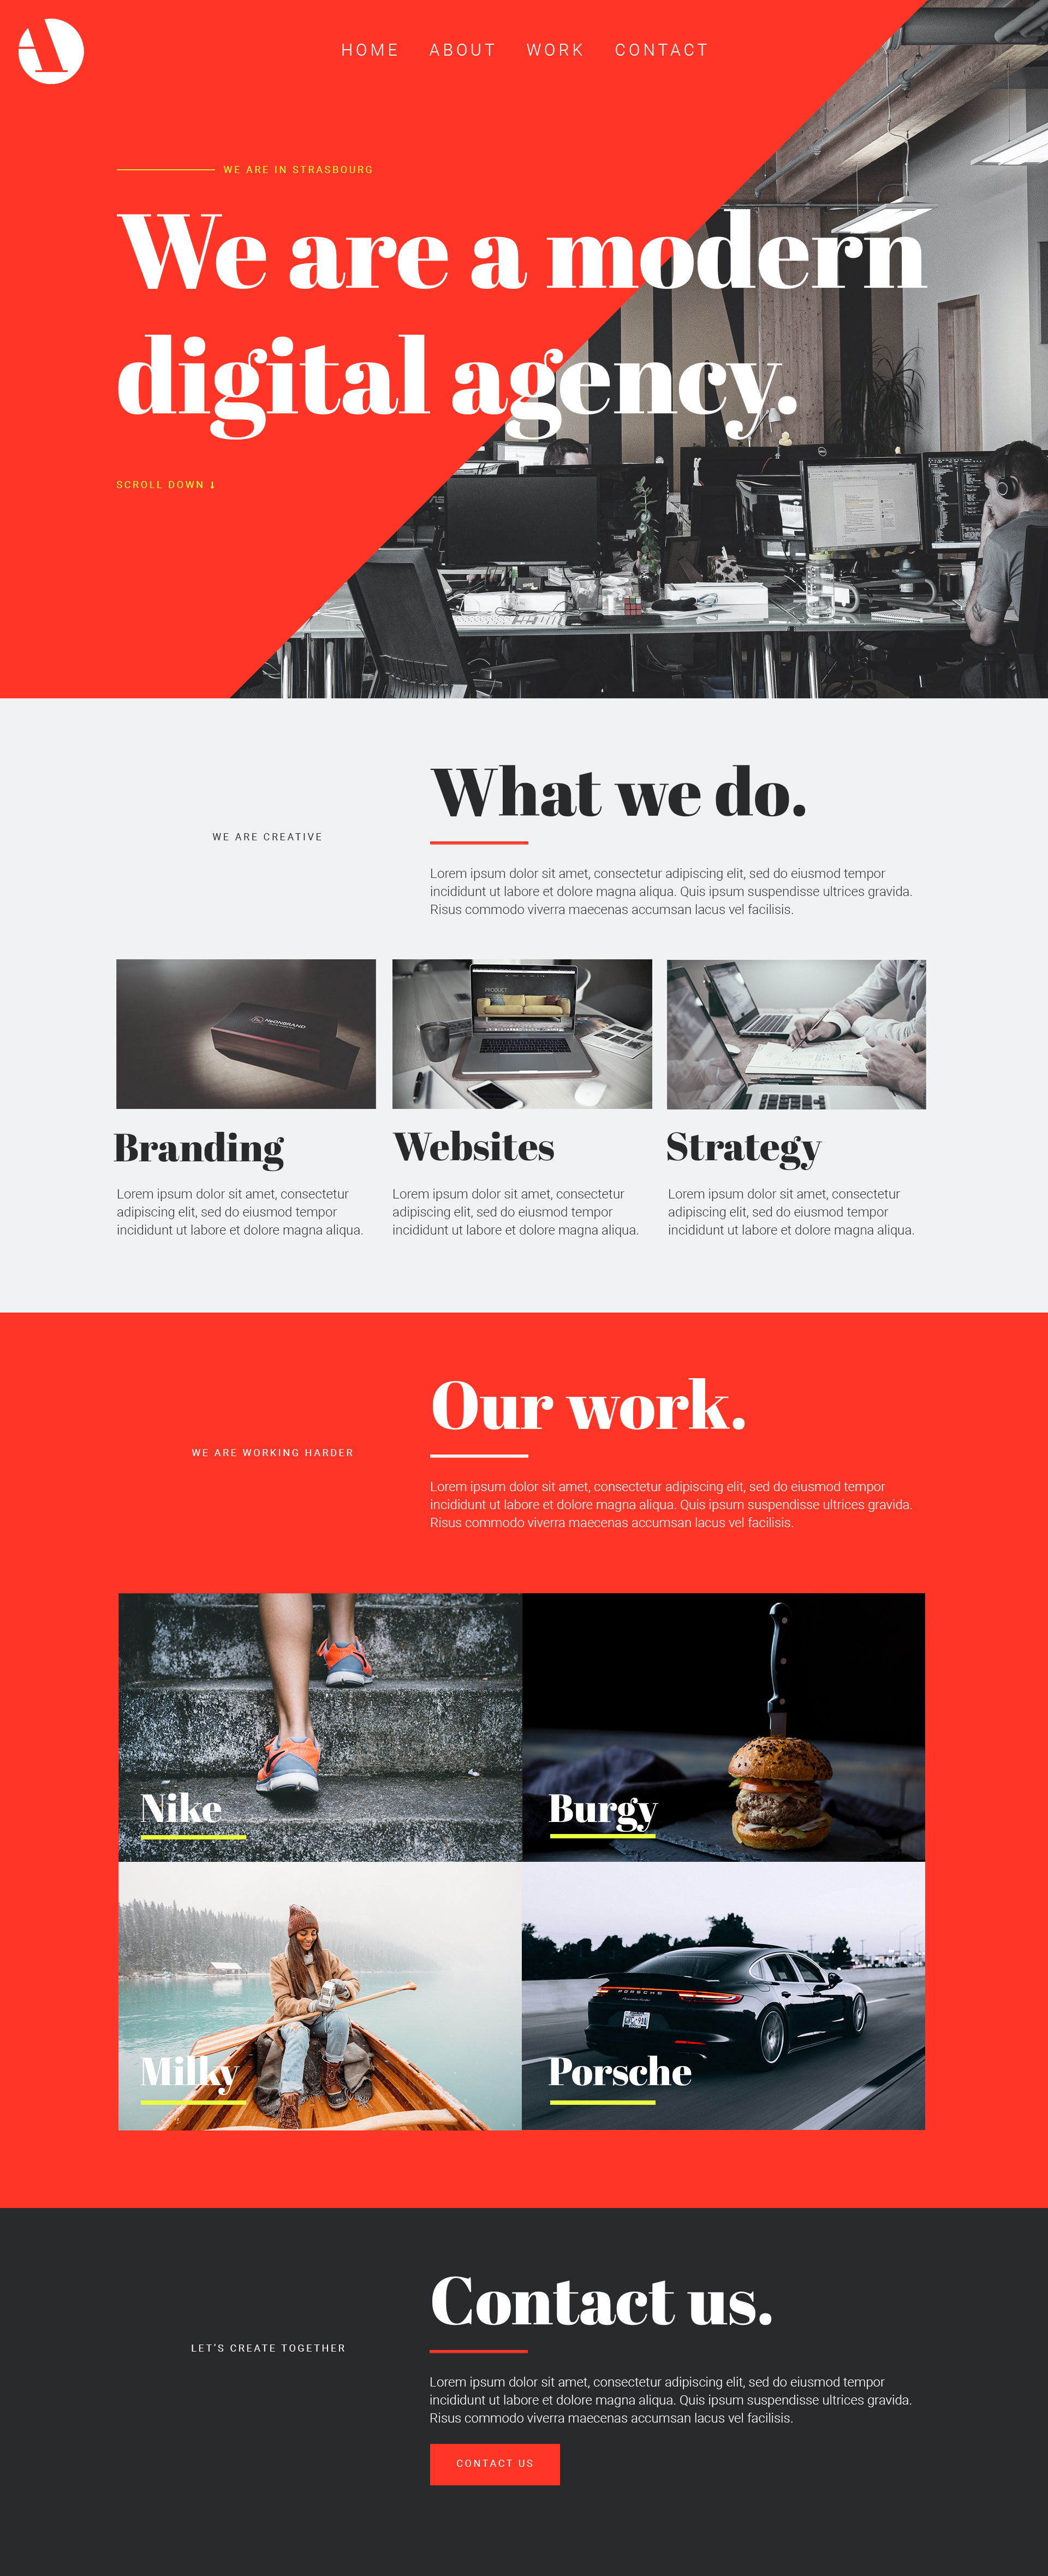 HOME ABOUT WORK CONTACT
WE ARE IN STRASBOURG
We are a modern
digital agency.
SCROLL DOWN ↓
What we do.
WE ARE CREATIVE
Lorem ipsum dolor sit amet, consectetur adipiscing elit, sed do eiusmod tempor
incididunt ut labore et dolore magna aliqua. Quis ipsum suspendisse ultrices gravida.
Risus commodo viverra maecenas accumsan lacus vel facilisis.
NeONBRAND
PRODUCT
Branding
Lorem ipsum dolor sit amet, consectetur
adipiscing elit, sed do eiusmod tempor
incididunt ut labore et dolore magna aliqua.
Websites
Lorem ipsum dolor sit amet, consectetur
adipiscing elit, sed do eiusmod tempor
incididunt ut labore et dolore magna aliqua.
Strategy
Lorem ipsum dolor sit amet, consectetur
adipiscing elit, sed do eiusmod tempor
incididunt ut labore et dolore magna aliqua.
Our work.
WE ARE WORKING HARDER
Lorem ipsum dolor sit amet, consectetur adipiscing elit, sed do eiusmod tempor
incididunt ut labore et dolore magna aliqua. Quis ipsum suspendisse ultrices gravida.
Risus commodo viverra maecenas accumsan lacus vel facilisis.
Nike
Burgy
Milky
PORSCHE
Porsche
Contact us.
LET'S CREATE TOGETHER
Lorem ipsum dolor sit amet, consectetur adipiscing elit, sed do eiusmod tempor
incididunt ut labore et dolore magna aliqua. Quis ipsum suspendisse ultrices gravida.
Risus commodo viverra maecenas accumsan lacus vel facilisis.
CONTACT US